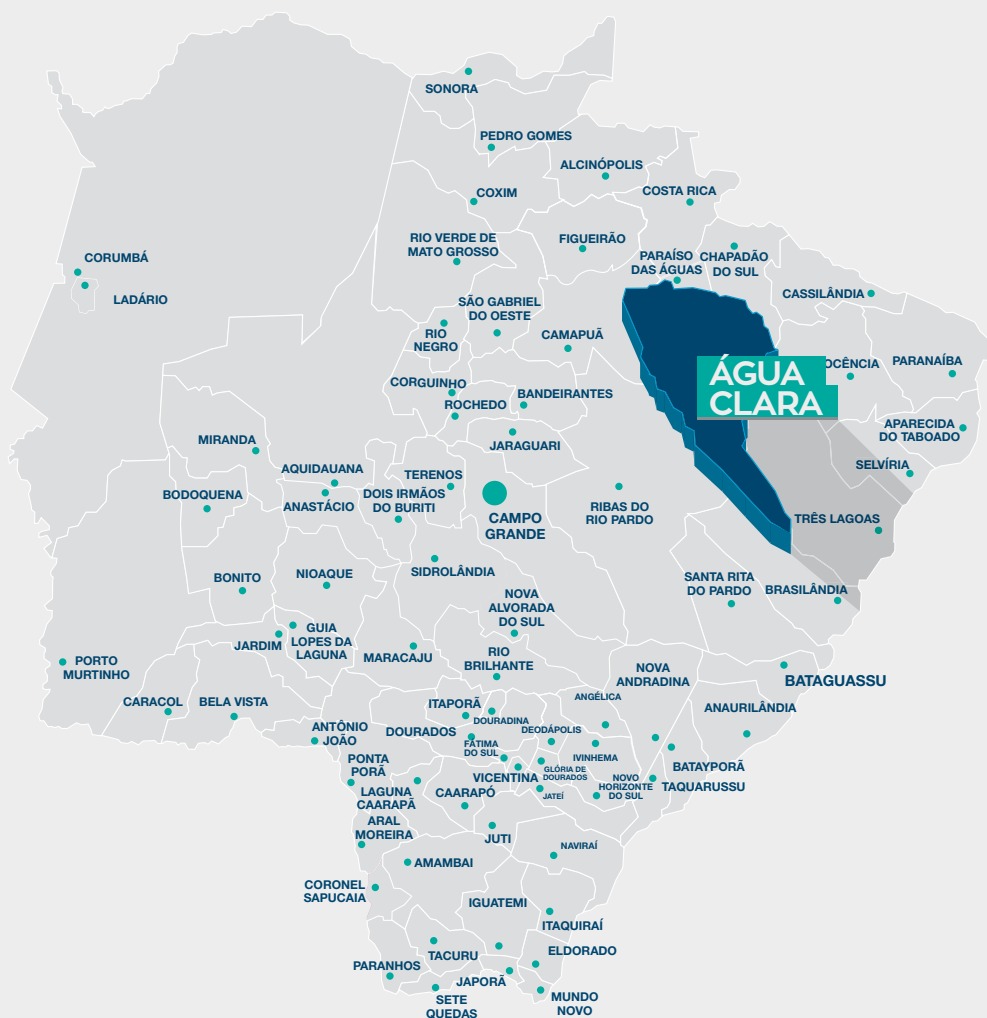 SONORA
PEDRO GOMES
ALCINÓPOLIS
COSTA RICA
COXIM
RIO VERDE DE
MATO GROSSO
FIGUEIRÃO
PARAÍSO
DAS ÁGUAS
CHAPADÃO
DO SUL
CORUMBÁ
LADÁRIO
CASSILÂNDIA
SÃO GABRIEL
DO OESTE
RIO
NEGRO
CAMAPUÃ
ÁGUA
CLARA
OCÊNCIA
PARANAÍBA
CORGUINHO
BANDEIRANTES
ROCHEDO
JARAGUARI
APARECIDA
DO TABOADO
MIRANDA
AQUIDAUANA
TERENOS
SELVÍRIA
BODOQUENA
ANASTÁCIO
DOIS IRMÃOS
DO BURITI
CAMPO
GRANDE
RIBAS DO
RIO PARDO
TRÊS LAGOAS
SIDROLÂNDIA
BONITO
NIOAQUE
SANTA RITA
DO PARDO
BRASILÂNDIA
NOVA
ALVORADA
DO SUL
JARDIM
GUIA
LOPES DA
LAGUNA
MARACAJU
RIO
BRILHANTE
PORTO
MURTINHO
NOVA
ANDRADINA
BATAGUASSU
CARACOL
BELA VISTA
ANGÉLICA
ANAURILÂNDIA
ITAPORÃ
DOURADINA
ANTÔNIO
JOÃO
DOURADOS
DEODÁPOLIS
FÁTIMA
DO SUL
IVINHEMA
BATAYPORÃ
PONTA
PORÃ
VICENTINA
GLÓRIA DE
DOURADOS
NOVO
HORIZONTE
DO SUL
TAQUARUSSU
LAGUNA
CAARAPÃ
CAARAPÓ
JATEÍ
ARAL
MOREIRA
JUTI
NAVIRAÍ
AMAMBAI
CORONEL
SAPUCAIA
IGUATEMI
ITAQUIRAÍ
TACURU
ELDORADO
PARANHOS
JAPORÃ
SETE
QUEDAS
MUNDO
NOVO